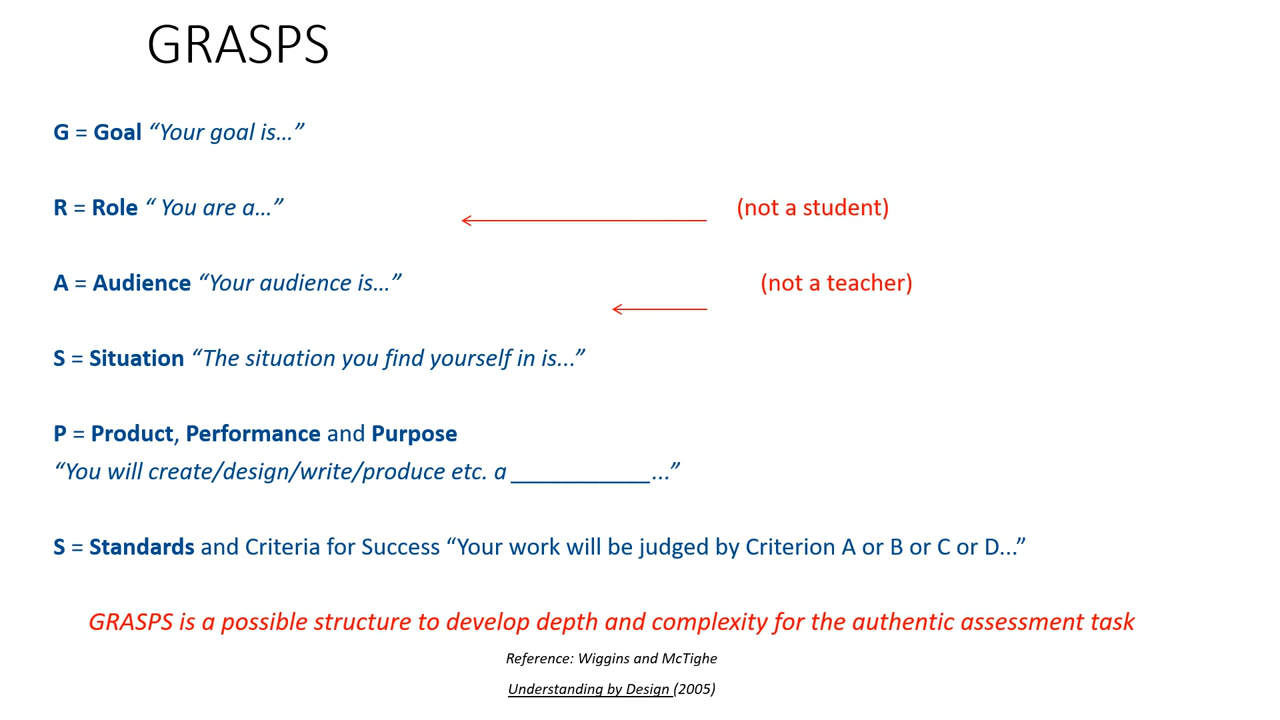 GRASPS
G = Goal “Your goal is…”
R = Role “ You are a…”
(not a student)
A = Audience “Your audience is…”
(not a teacher)
S = Situation “The situation you find yourself in is...”
P = Product, Performance and Purpose
“You will create/design/write/produce etc. a ___________...”
S = Standards and Criteria for Success “Your work will be judged by Criterion A or B or C or D...”
GRASPS is a possible structure to develop depth and complexity for the authentic assessment task
Reference: Wiggins and McTighe
Understanding by Design (2005)